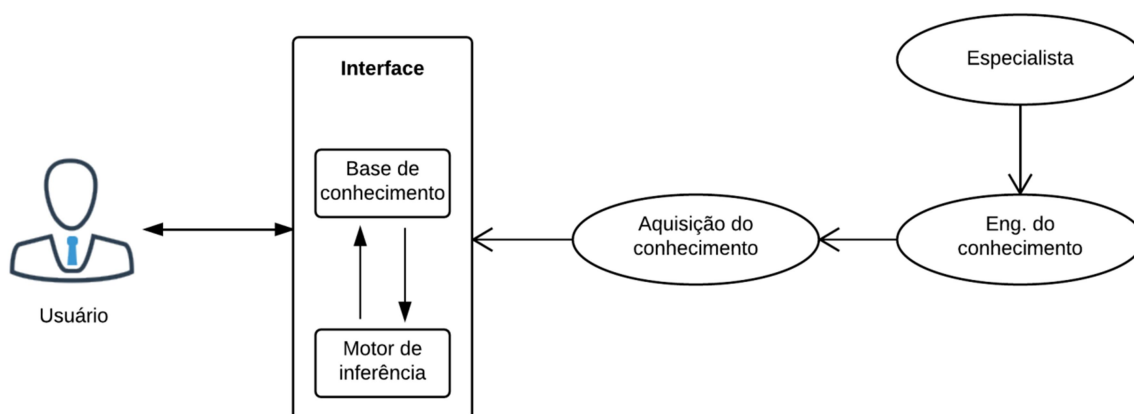 Interface
Especialista
Base de
conhecimento
Aquisição do
conhecimento
Eng. do
conhecimento
Usuário
Motor de
inferência